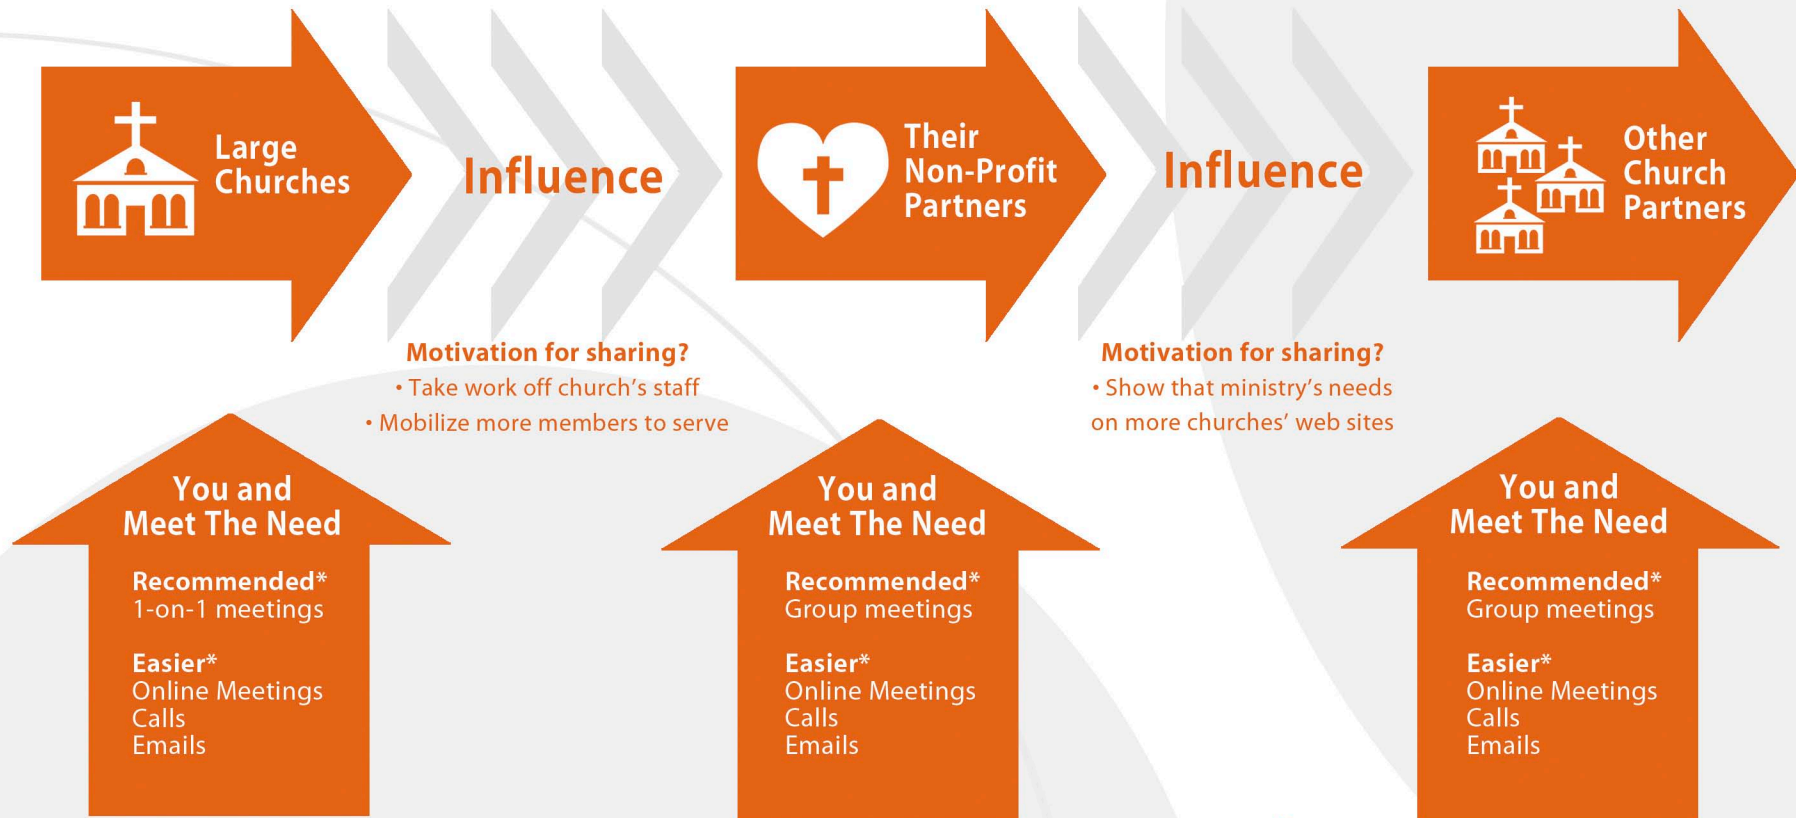 Large
Churches
Influence
Their
Non-Profit
Partners
Influence
Other
Church
Partners
Motivation for sharing?
• Take work off church's staff
• Mobilize more members to serve
Motivation for sharing?
• Show that ministry's needs
on more churches' web sites
You and
Meet The Need
Recommended*
1-on-1 meetings
Easier*
Online Meetings
Calls
Emails
You and
Meet The Need
Recommended*
Group meetings
Easier*
Online Meetings
Calls
Emails
You and
Meet The Need
Recommended*
Group meetings
Easier*
Online Meetings
Calls
Emails